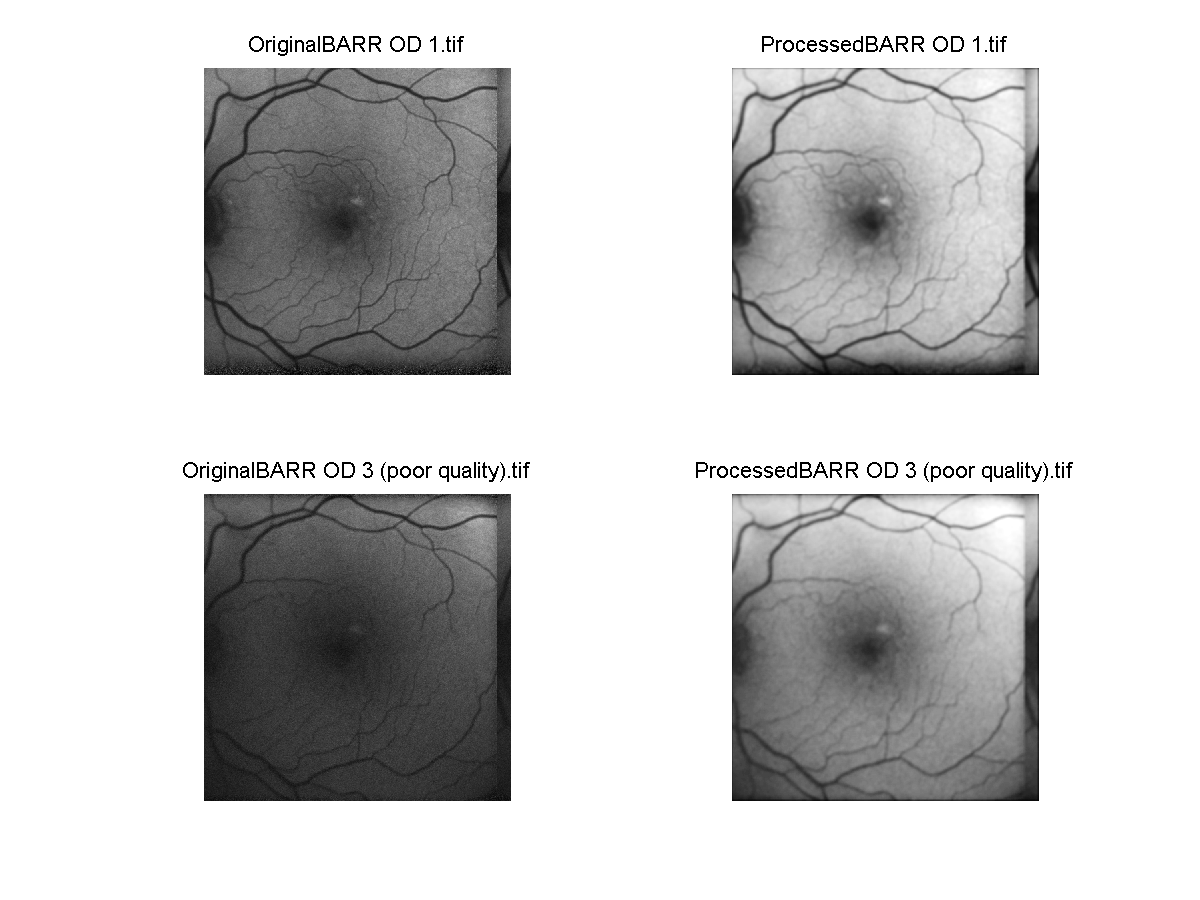 OriginalBARR OD 1.tif
ProcessedBARR OD 1.tif
OriginalBARR OD 3 (poor quality).tif
ProcessedBARR OD 3 (poor quality).tif